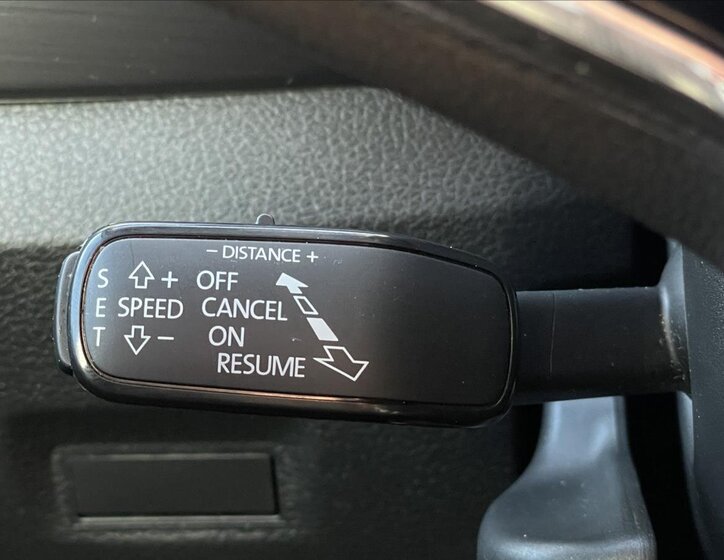 − DISTANCE +
S + OFF
E SPEED CANCEL
T − ON
RESUME